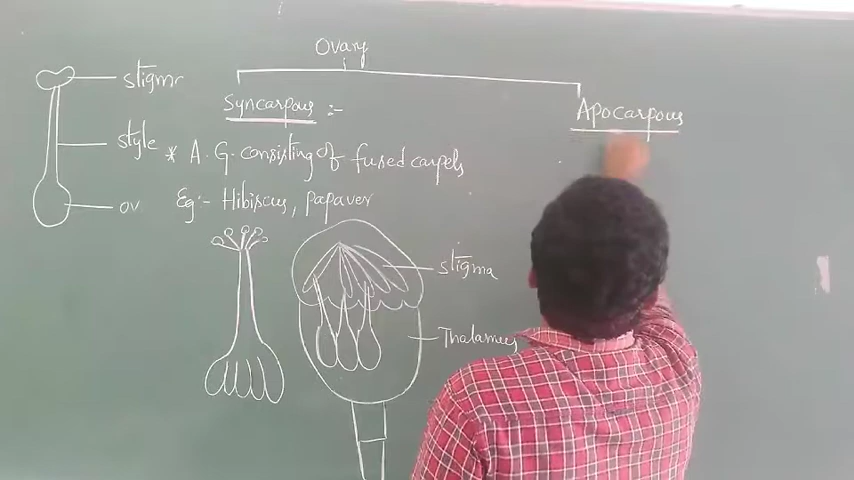 Ovary
Syncarpous :-
Apocarpous
stigma
style
* A.G. consisting of fused carpels
Eg:- Hibiscus, papaver
ov
stigma
Thalamus